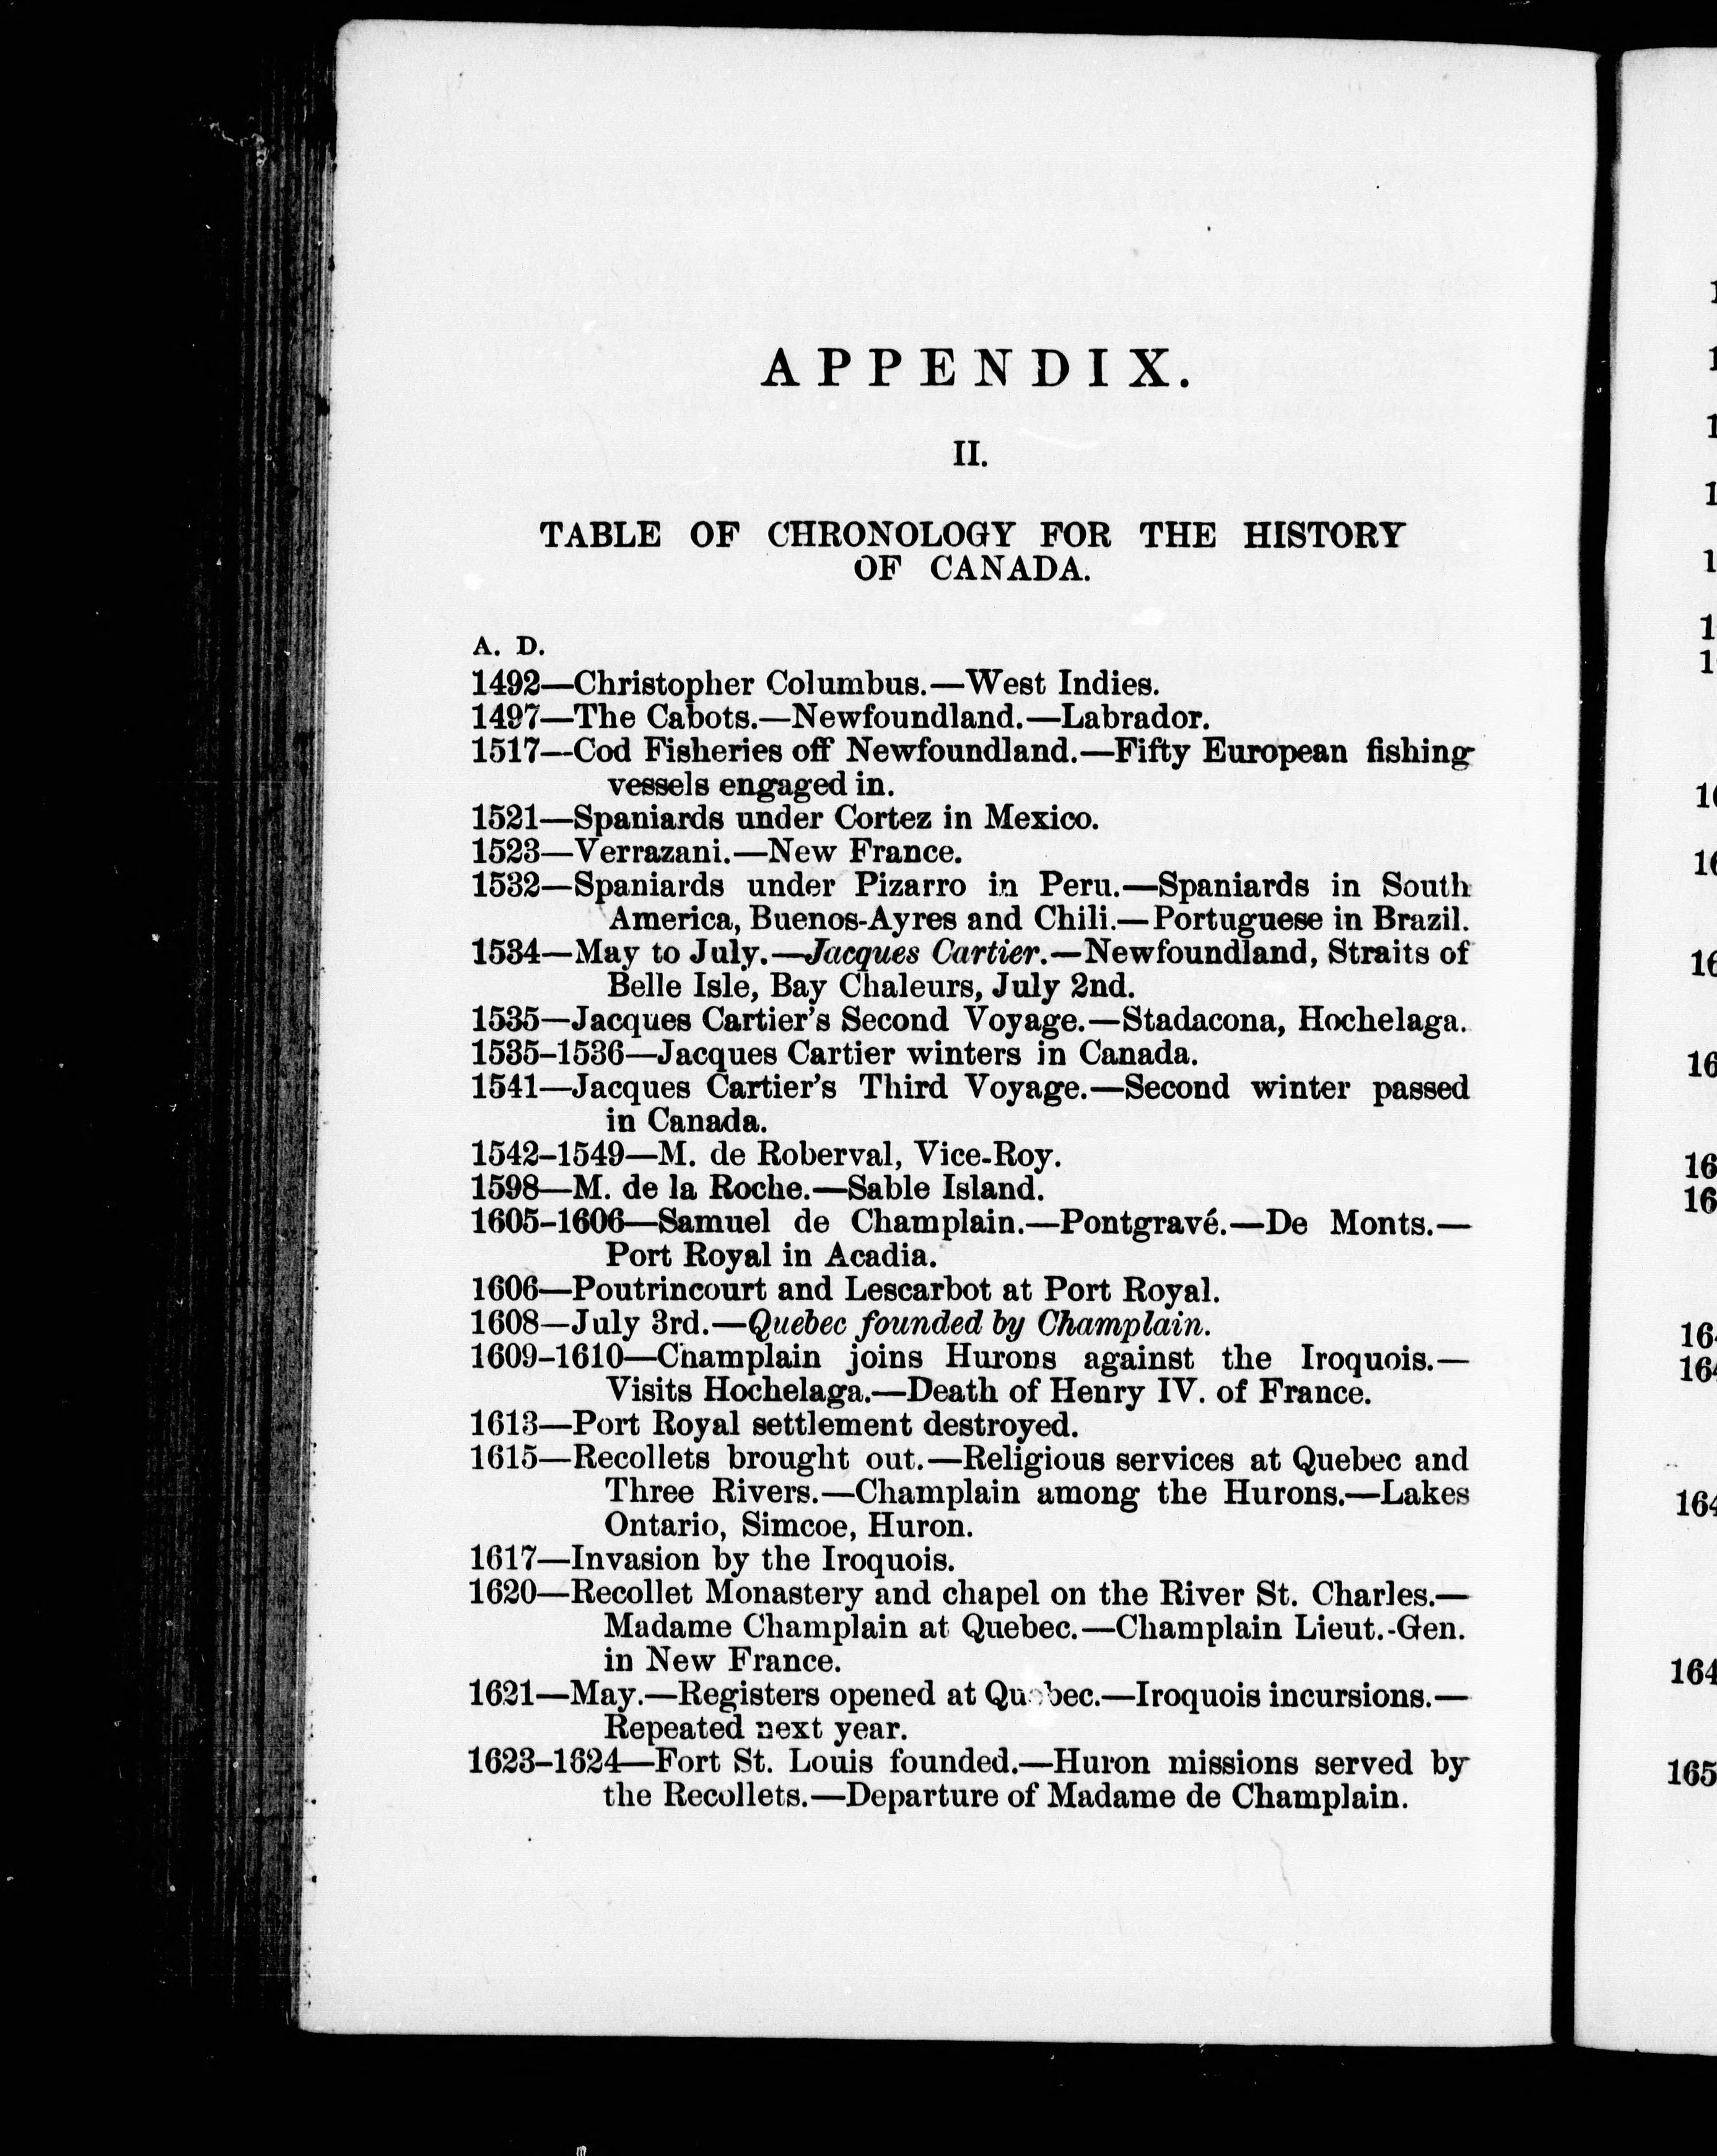 APPENDIX.
II.
TABLE OF CHRONOLOGY FOR THE HISTORY
OF CANADA.
A. D.
1492—Christopher Columbus.—West Indies.
1497—The Cabots.—Newfoundland.—Labrador.
1517—Cod Fisheries off Newfoundland.—Fifty European fishing
vessels engaged in.
1521—Spaniards under Cortez in Mexico.
1523—Verrazani.—New France.
1532—Spaniards under Pizarro in Peru.—Spaniards in South
America, Buenos-Ayres and Chili.—Portuguese in Brazil.
1534—May to July.—Jacques Cartier.—Newfoundland, Straits of
Belle Isle, Bay Chaleurs, July 2nd.
1535—Jacques Cartier's Second Voyage.—Stadacona, Hochelaga.
1535-1536—Jacques Cartier winters in Canada.
1541—Jacques Cartier's Third Voyage.—Second winter passed
in Canada.
1542-1549—M. de Roberval, Vice-Roy.
1598—M. de la Roche.—Sable Island.
1605-1606—Samuel de Champlain.—Pontgravé.—De Monts.—
Port Royal in Acadia.
1606—Poutrincourt and Lescarbot at Port Royal.
1608—July 3rd.—Quebec founded by Champlain.
1609-1610—Champlain joins Hurons against the Iroquois.—
Visits Hochelaga.—Death of Henry IV. of France.
1613—Port Royal settlement destroyed.
1615—Recollets brought out.—Religious services at Quebec and
Three Rivers.—Champlain among the Hurons.—Lakes
Ontario, Simcoe, Huron.
1617—Invasion by the Iroquois.
1620—Recollet Monastery and chapel on the River St. Charles.—
Madame Champlain at Quebec.—Champlain Lieut.-Gen.
in New France.
1621—May.—Registers opened at Quebec.—Iroquois incursions.—
Repeated next year.
1623-1624—Fort St. Louis founded.—Huron missions served by
the Recollets.—Departure of Madame de Champlain.